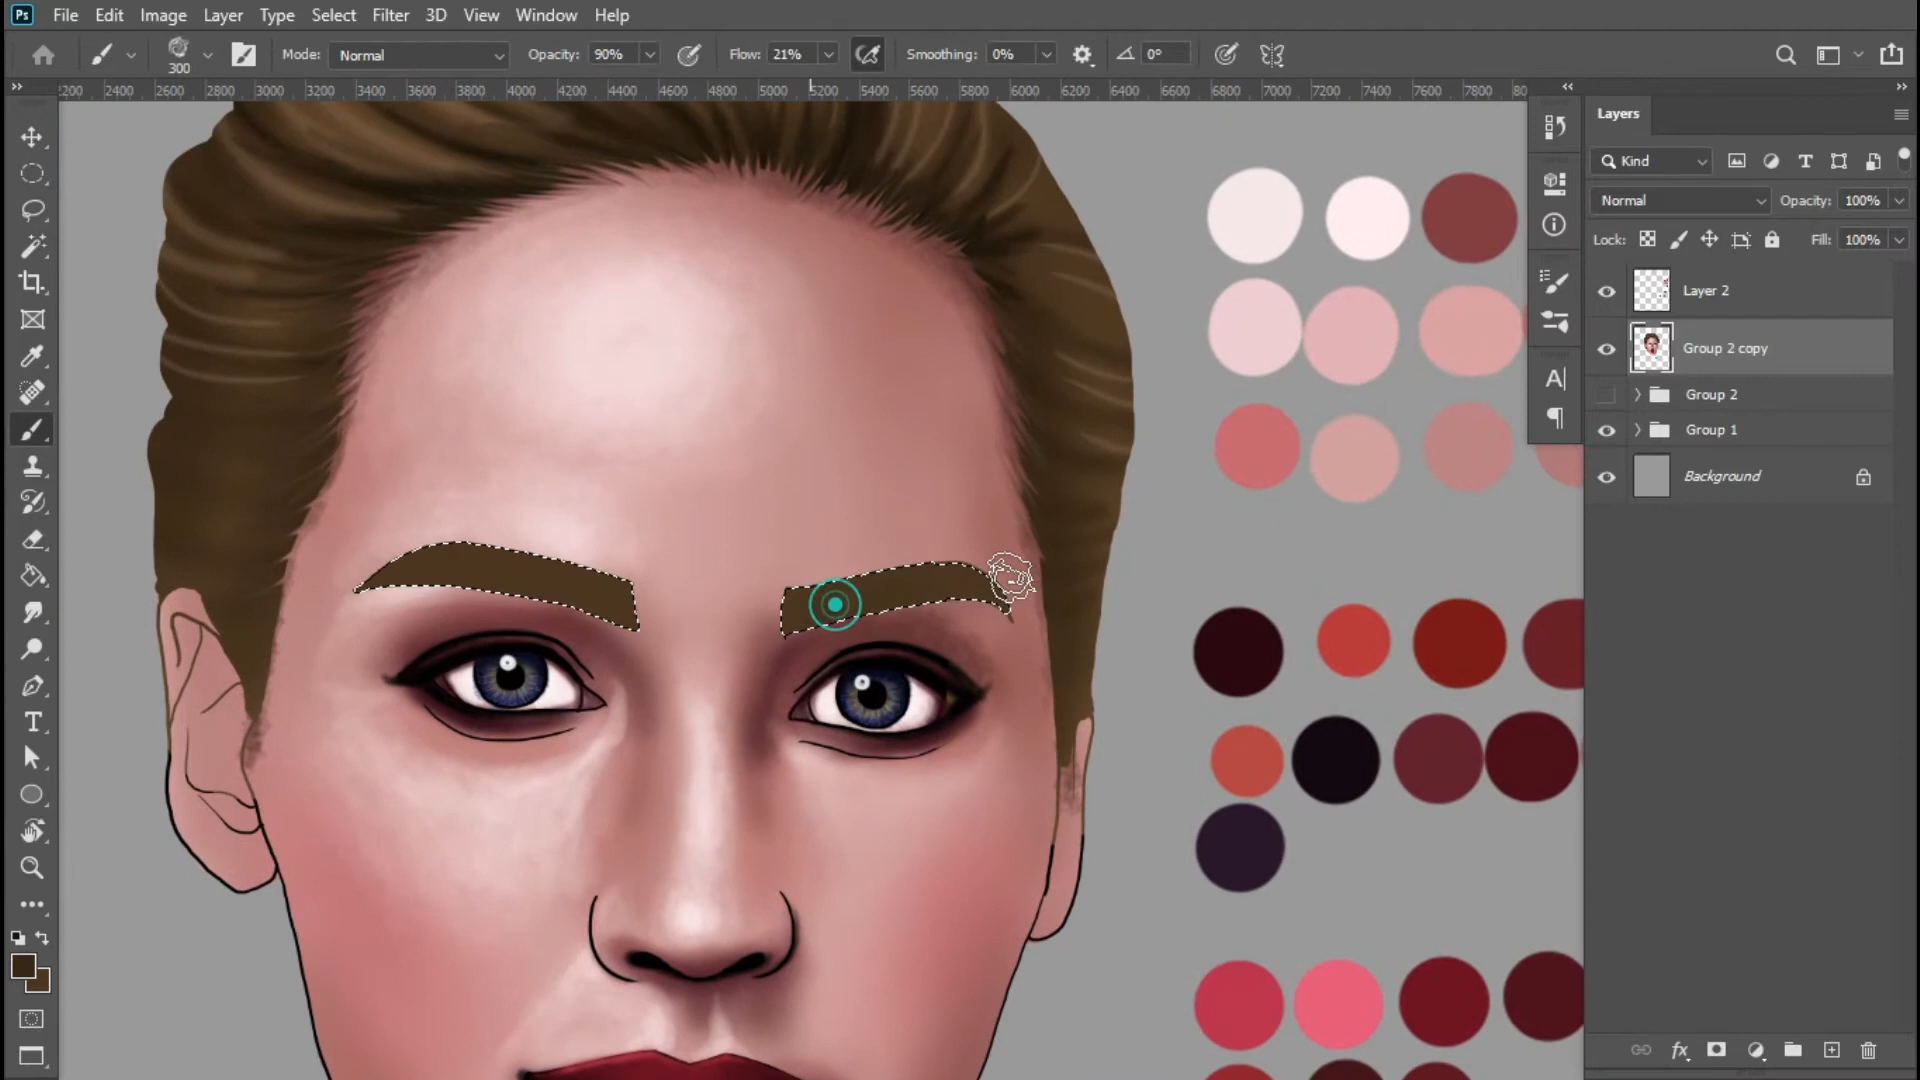 Ps File Edit Image Layer Type Select Filter 3D View Window Help
300 Mode: Normal Opacity: 90% Flow: 21% Smoothing: 0% 0°
2200 2400 2600 2800 3000 3200 3400 3600 3800 4000 4200 4400 4600 4800 5000 5200 5400 5600 5800 6000 6200 6400 6600 6800 7000 7200 7400 7600 7800 80
Layers
Kind
Normal Opacity: 100%
Lock: Fill: 100%
Layer 2
Group 2 copy
Group 2
Group 1
Background